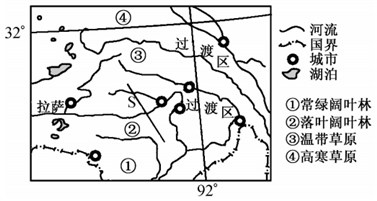 ④
32°
过
渡
区
③
河流
国界
城市
湖泊
拉萨
S
过
渡
区
②
①
92°
①常绿阔叶林
②落叶阔叶林
③温带草原
④高寒草原